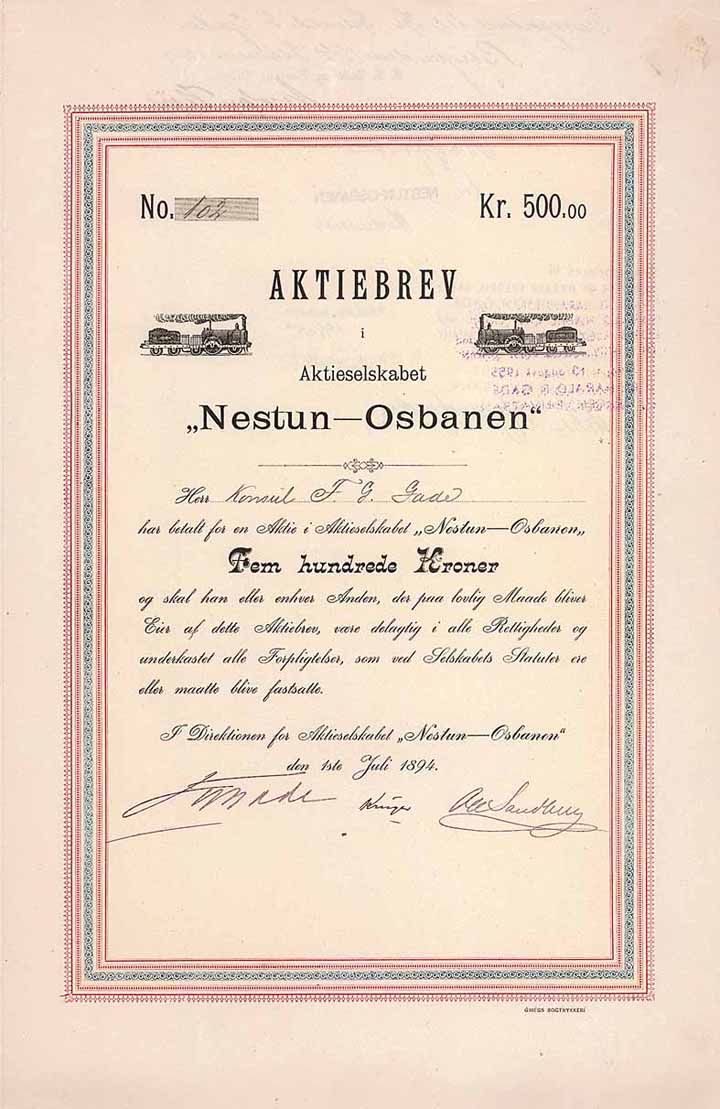 No. 102 Kr. 500.00
AKTIEBREV
i
Aktieselskabet
„Nestun—Osbanen“
Herr Konsul F. G. Gade
har betalt for en Aktie i Aktieselskabet „Nestun—Osbanen„
Fem hundrede Kroner
og skal han eller enhver Anden, der paa lovlig Maade bliver
Eier af dette Aktiebrev, være delagtig i alle Rettigheder og
underkastet alle Forpligtelser, som ved Selskabets Statuter ere
eller maatte blive fastsatte.
I Direktionen for Aktieselskabet „Nestun—Osbanen“
den 1ste Juli 1894.
GRIEGS BOGTRYKKERI